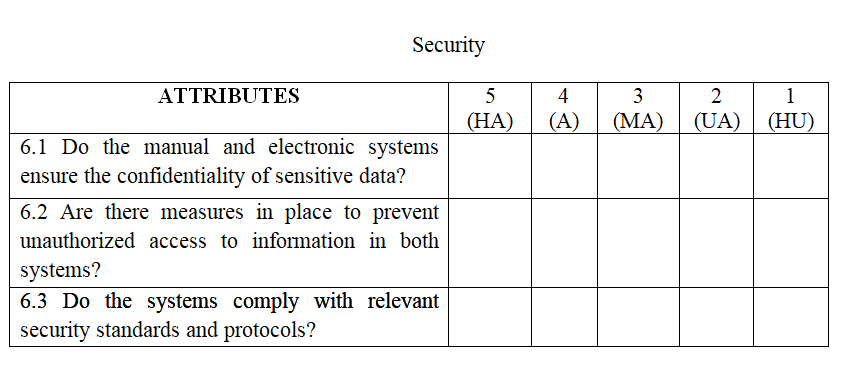 Security
ATTRIBUTES 5 4 3 2 1
(HA) (A) (MA) (UA) (HU)
6.1 Do the manual and electronic systems
ensure the confidentiality of sensitive data?
6.2 Are there measures in place to prevent
unauthorized access to information in both
systems?
6.3 Do the systems comply with relevant
security standards and protocols?